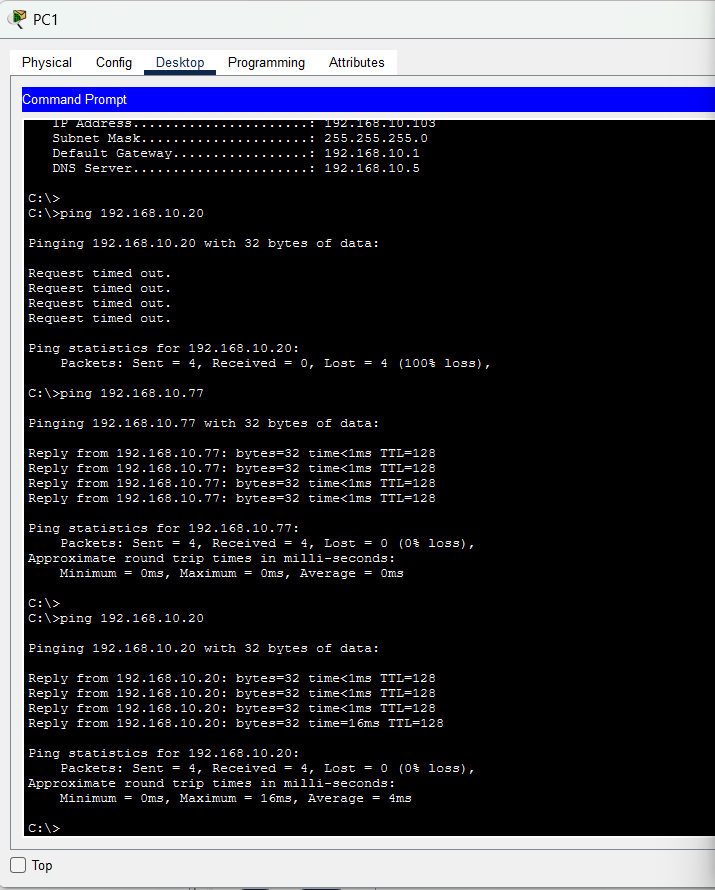 PC1
Physical Config Desktop Programming Attributes
Command Prompt
IP Address......................: 192.168.10.103
Subnet Mask.....................: 255.255.255.0
Default Gateway.................: 192.168.10.1
DNS Server......................: 192.168.10.5
C:\>
C:\>ping 192.168.10.20
Pinging 192.168.10.20 with 32 bytes of data:
Request timed out.
Request timed out.
Request timed out.
Request timed out.
Ping statistics for 192.168.10.20:
Packets: Sent = 4, Received = 0, Lost = 4 (100% loss),
C:\>ping 192.168.10.77
Pinging 192.168.10.77 with 32 bytes of data:
Reply from 192.168.10.77: bytes=32 time<1ms TTL=128
Reply from 192.168.10.77: bytes=32 time<1ms TTL=128
Reply from 192.168.10.77: bytes=32 time<1ms TTL=128
Reply from 192.168.10.77: bytes=32 time<1ms TTL=128
Ping statistics for 192.168.10.77:
Packets: Sent = 4, Received = 4, Lost = 0 (0% loss),
Approximate round trip times in milli-seconds:
Minimum = 0ms, Maximum = 0ms, Average = 0ms
C:\>
C:\>ping 192.168.10.20
Pinging 192.168.10.20 with 32 bytes of data:
Reply from 192.168.10.20: bytes=32 time<1ms TTL=128
Reply from 192.168.10.20: bytes=32 time<1ms TTL=128
Reply from 192.168.10.20: bytes=32 time<1ms TTL=128
Reply from 192.168.10.20: bytes=32 time=16ms TTL=128
Ping statistics for 192.168.10.20:
Packets: Sent = 4, Received = 4, Lost = 0 (0% loss),
Approximate round trip times in milli-seconds:
Minimum = 0ms, Maximum = 16ms, Average = 4ms
C:\>
Top